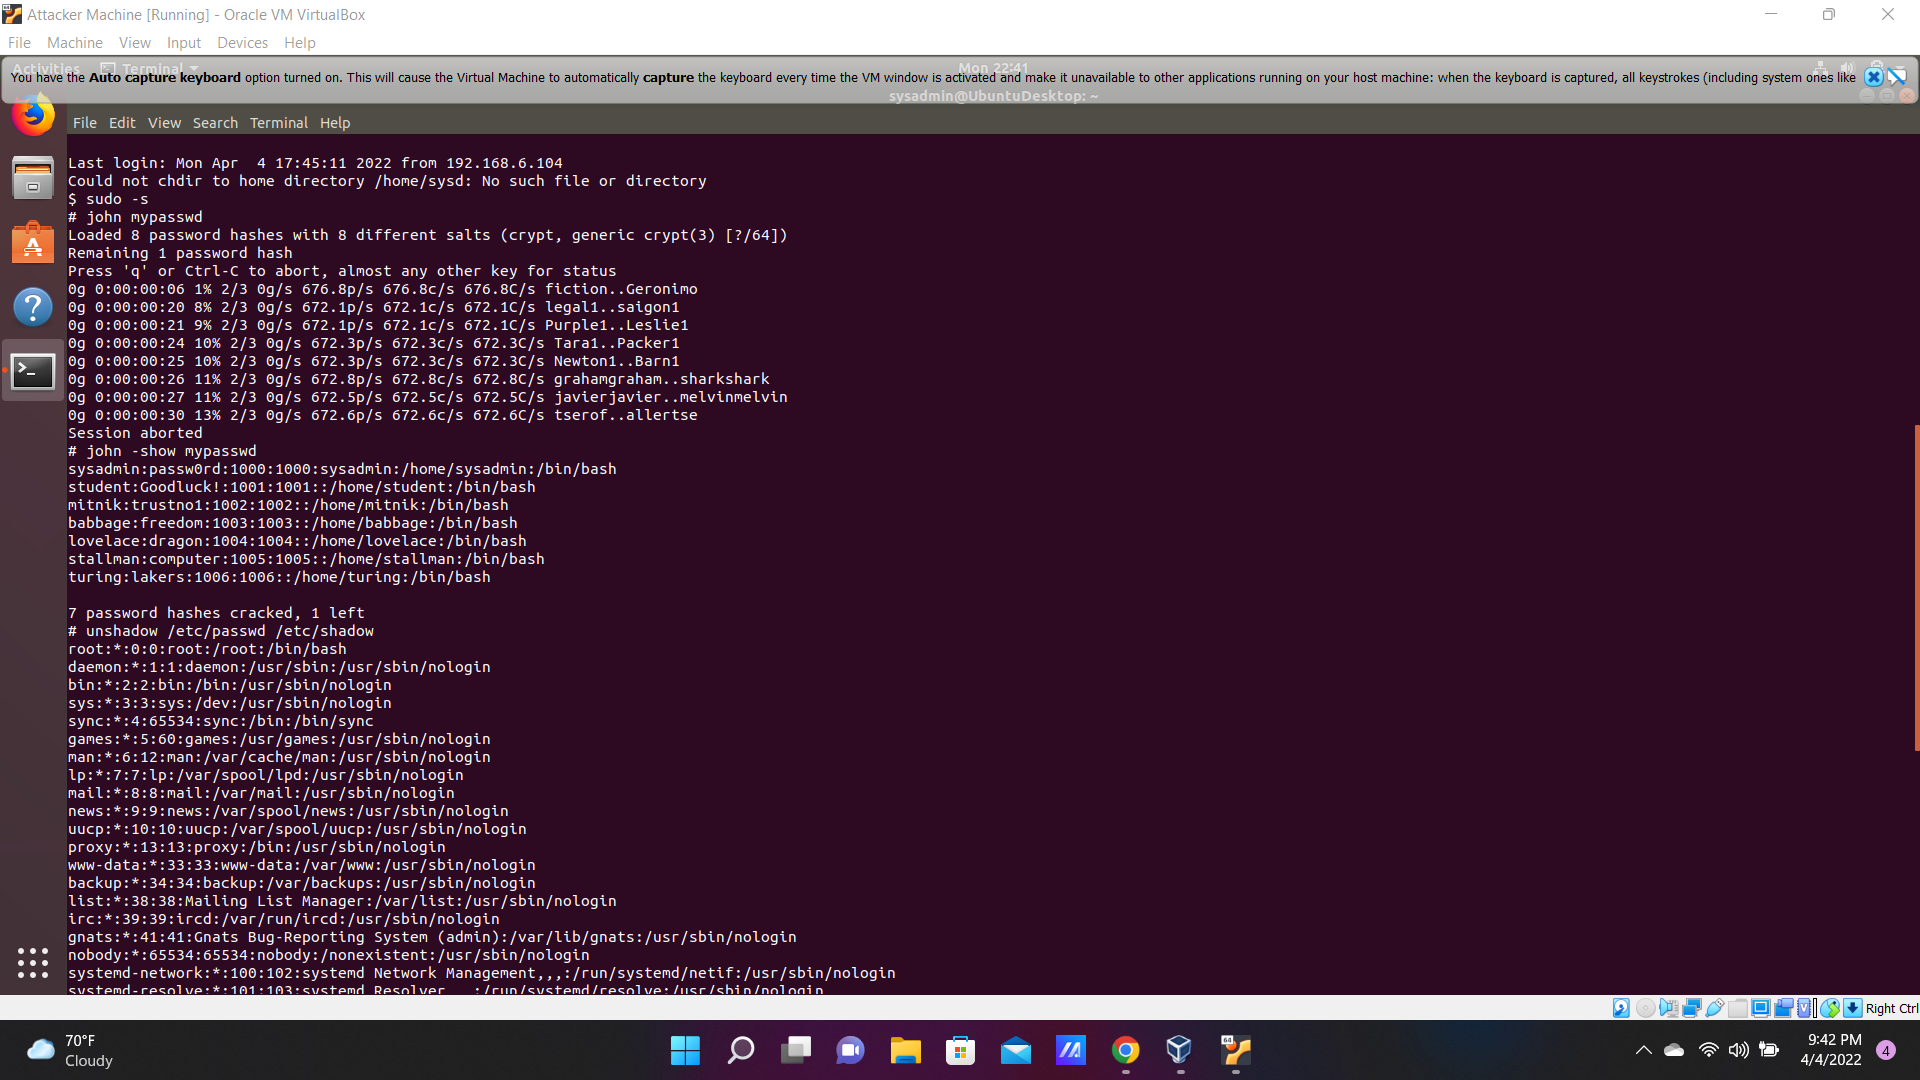 Attacker Machine [Running] - Oracle VM VirtualBox
File Machine View Input Devices Help
Activities Terminal Mon 22:41
You have the Auto capture keyboard option turned on. This will cause the Virtual Machine to automatically capture the keyboard every time the VM window is activated and make it unavailable to other applications running on your host machine: when the keyboard is captured, all keystrokes (including system ones like
sysadmin@UbuntuDesktop: ~
File Edit View Search Terminal Help
Last login: Mon Apr  4 17:45:11 2022 from 192.168.6.104
Could not chdir to home directory /home/sysd: No such file or directory
$ sudo -s
# john mypasswd
Loaded 8 password hashes with 8 different salts (crypt, generic crypt(3) [?/64])
Remaining 1 password hash
Press 'q' or Ctrl-C to abort, almost any other key for status
0g 0:00:00:06 1% 2/3 0g/s 676.8p/s 676.8c/s 676.8C/s fiction..Geronimo
0g 0:00:00:20 8% 2/3 0g/s 672.1p/s 672.1c/s 672.1C/s legal1..saigon1
0g 0:00:00:21 9% 2/3 0g/s 672.1p/s 672.1c/s 672.1C/s Purple1..Leslie1
0g 0:00:00:24 10% 2/3 0g/s 672.3p/s 672.3c/s 672.3C/s Tara1..Packer1
0g 0:00:00:25 10% 2/3 0g/s 672.3p/s 672.3c/s 672.3C/s Newton1..Barn1
0g 0:00:00:26 11% 2/3 0g/s 672.8p/s 672.8c/s 672.8C/s grahamgraham..sharkshark
0g 0:00:00:27 11% 2/3 0g/s 672.5p/s 672.5c/s 672.5C/s javierjavier..melvinmelvin
0g 0:00:00:30 13% 2/3 0g/s 672.6p/s 672.6c/s 672.6C/s tserof..allertse
Session aborted
# john -show mypasswd
sysadmin:passw0rd:1000:1000:sysadmin:/home/sysadmin:/bin/bash
student:Goodluck!:1001:1001::/home/student:/bin/bash
mitnik:trustno1:1002:1002::/home/mitnik:/bin/bash
babbage:freedom:1003:1003::/home/babbage:/bin/bash
lovelace:dragon:1004:1004::/home/lovelace:/bin/bash
stallman:computer:1005:1005::/home/stallman:/bin/bash
turing:lakers:1006:1006::/home/turing:/bin/bash
7 password hashes cracked, 1 left
# unshadow /etc/passwd /etc/shadow
root:*:0:0:root:/root:/bin/bash
daemon:*:1:1:daemon:/usr/sbin:/usr/sbin/nologin
bin:*:2:2:bin:/bin:/usr/sbin/nologin
sys:*:3:3:sys:/dev:/usr/sbin/nologin
sync:*:4:65534:sync:/bin:/bin/sync
games:*:5:60:games:/usr/games:/usr/sbin/nologin
man:*:6:12:man:/var/cache/man:/usr/sbin/nologin
lp:*:7:7:lp:/var/spool/lpd:/usr/sbin/nologin
mail:*:8:8:mail:/var/mail:/usr/sbin/nologin
news:*:9:9:news:/var/spool/news:/usr/sbin/nologin
uucp:*:10:10:uucp:/var/spool/uucp:/usr/sbin/nologin
proxy:*:13:13:proxy:/bin:/usr/sbin/nologin
www-data:*:33:33:www-data:/var/www:/usr/sbin/nologin
backup:*:34:34:backup:/var/backups:/usr/sbin/nologin
list:*:38:38:Mailing List Manager:/var/list:/usr/sbin/nologin
irc:*:39:39:ircd:/var/run/ircd:/usr/sbin/nologin
gnats:*:41:41:Gnats Bug-Reporting System (admin):/var/lib/gnats:/usr/sbin/nologin
nobody:*:65534:65534:nobody:/nonexistent:/usr/sbin/nologin
systemd-network:*:100:102:systemd Network Management,,,:/run/systemd/netif:/usr/sbin/nologin
systemd-resolve:*:101:103:systemd Resolver,,,:/run/systemd/resolve:/usr/sbin/nologin
Right Ctrl
70°F
Cloudy
9:42 PM
4/4/2022
4